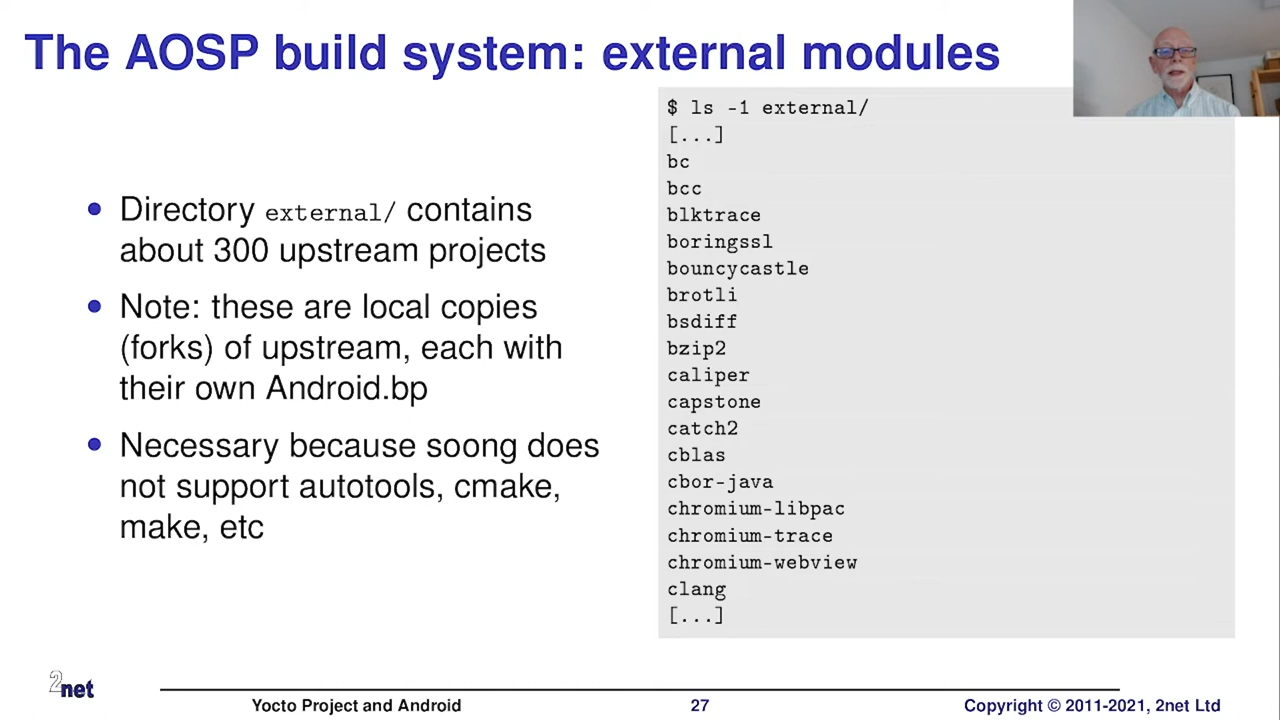 The AOSP build system: external modules
• Directory external/ contains
about 300 upstream projects
• Note: these are local copies
(forks) of upstream, each with
their own Android.bp
• Necessary because soong does
not support autotools, cmake,
make, etc
$ ls -1 external/
[...]
bc
bcc
blktrace
boringssl
bouncycastle
brotli
bsdiff
bzip2
caliper
capstone
catch2
cblas
cbor-java
chromium-libpac
chromium-trace
chromium-webview
clang
[...]
2net
Yocto Project and Android
27
Copyright © 2011-2021, 2net Ltd